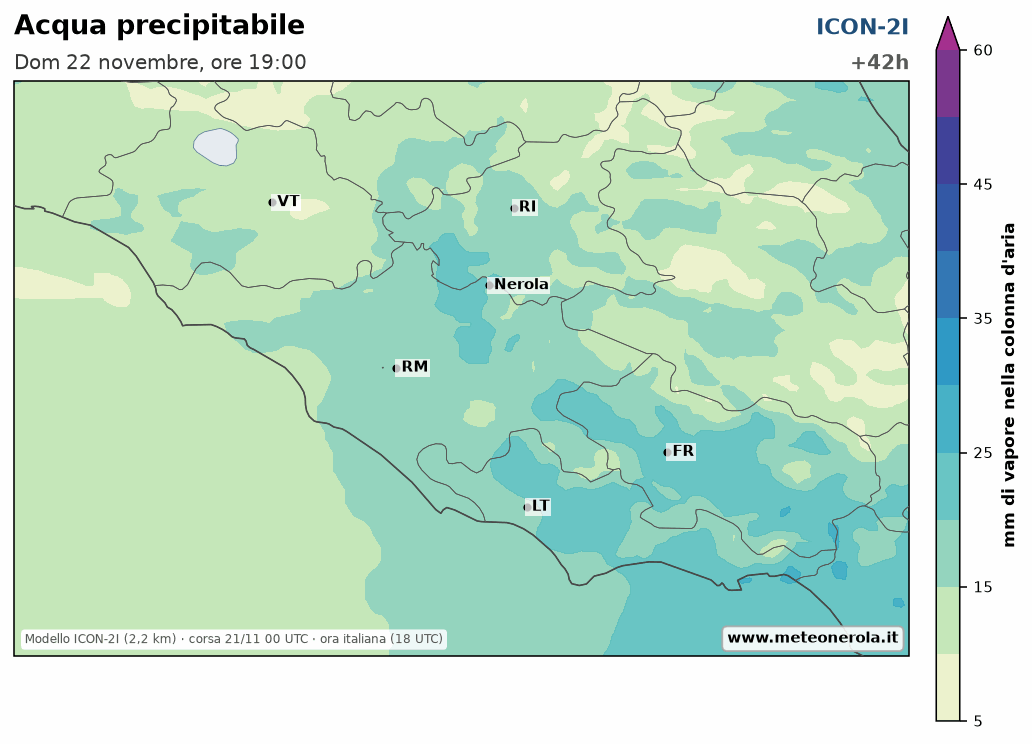 Acqua precipitabile
ICON-2I
Dom 22 novembre, ore 19:00
+42h
60
45
35
25
15
5
mm di vapore nella colonna d'aria
VT
RI
Nerola
RM
FR
LT
Modello ICON-2I (2,2 km) · corsa 21/11 00 UTC · ora italiana (18 UTC)
www.meteonerola.it